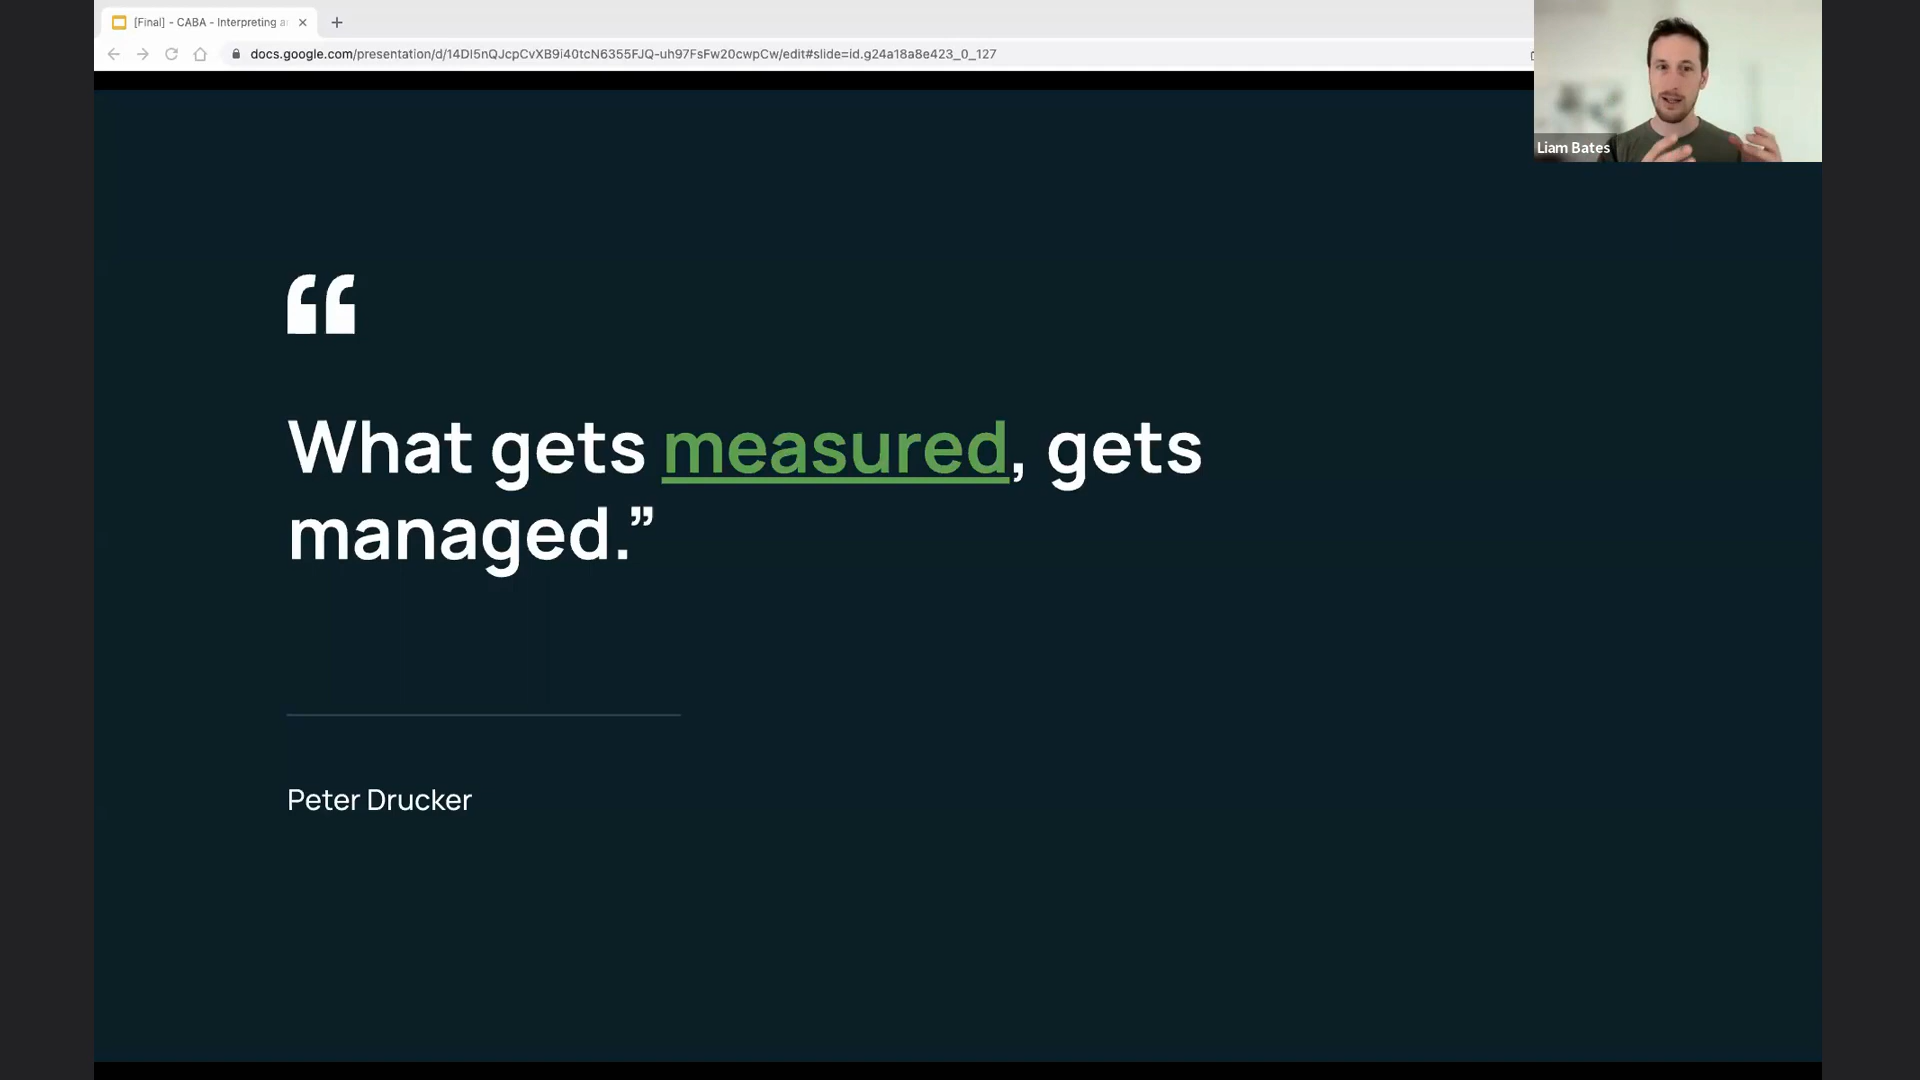 [Final] - CABA - Interpreting a
docs.google.com/presentation/d/14DI5nQJcpCvXB9i40tcN6355FJQ-uh97FsFw20cwpCw/edit#slide=id.g24a18a8e423_0_127
Liam Bates
“
What gets measured, gets
managed.”
Peter Drucker